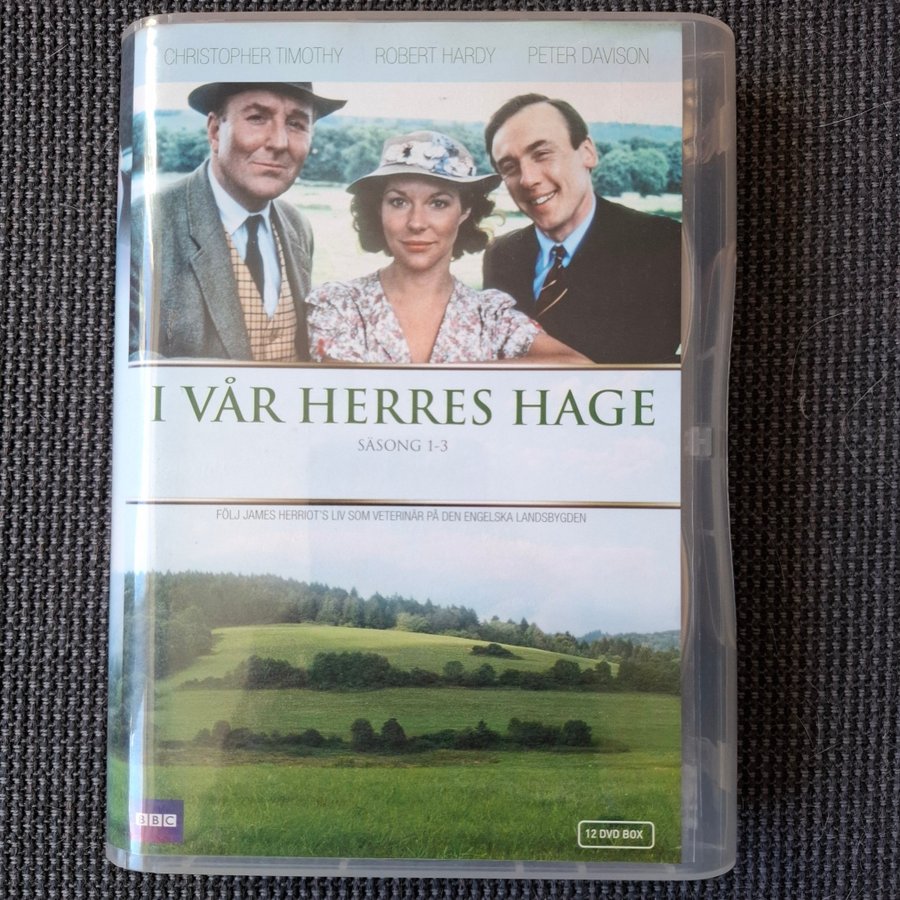 CHRISTOPHER TIMOTHY ROBERT HARDY PETER DAVISON
I VÅR HERRES HAGE
SÄSONG 1-3
FÖLJ JAMES HERRIOT'S LIV SOM VETERINÄR PÅ DEN ENGELSKA LANDSBYGDEN
BBC
12 DVD BOX